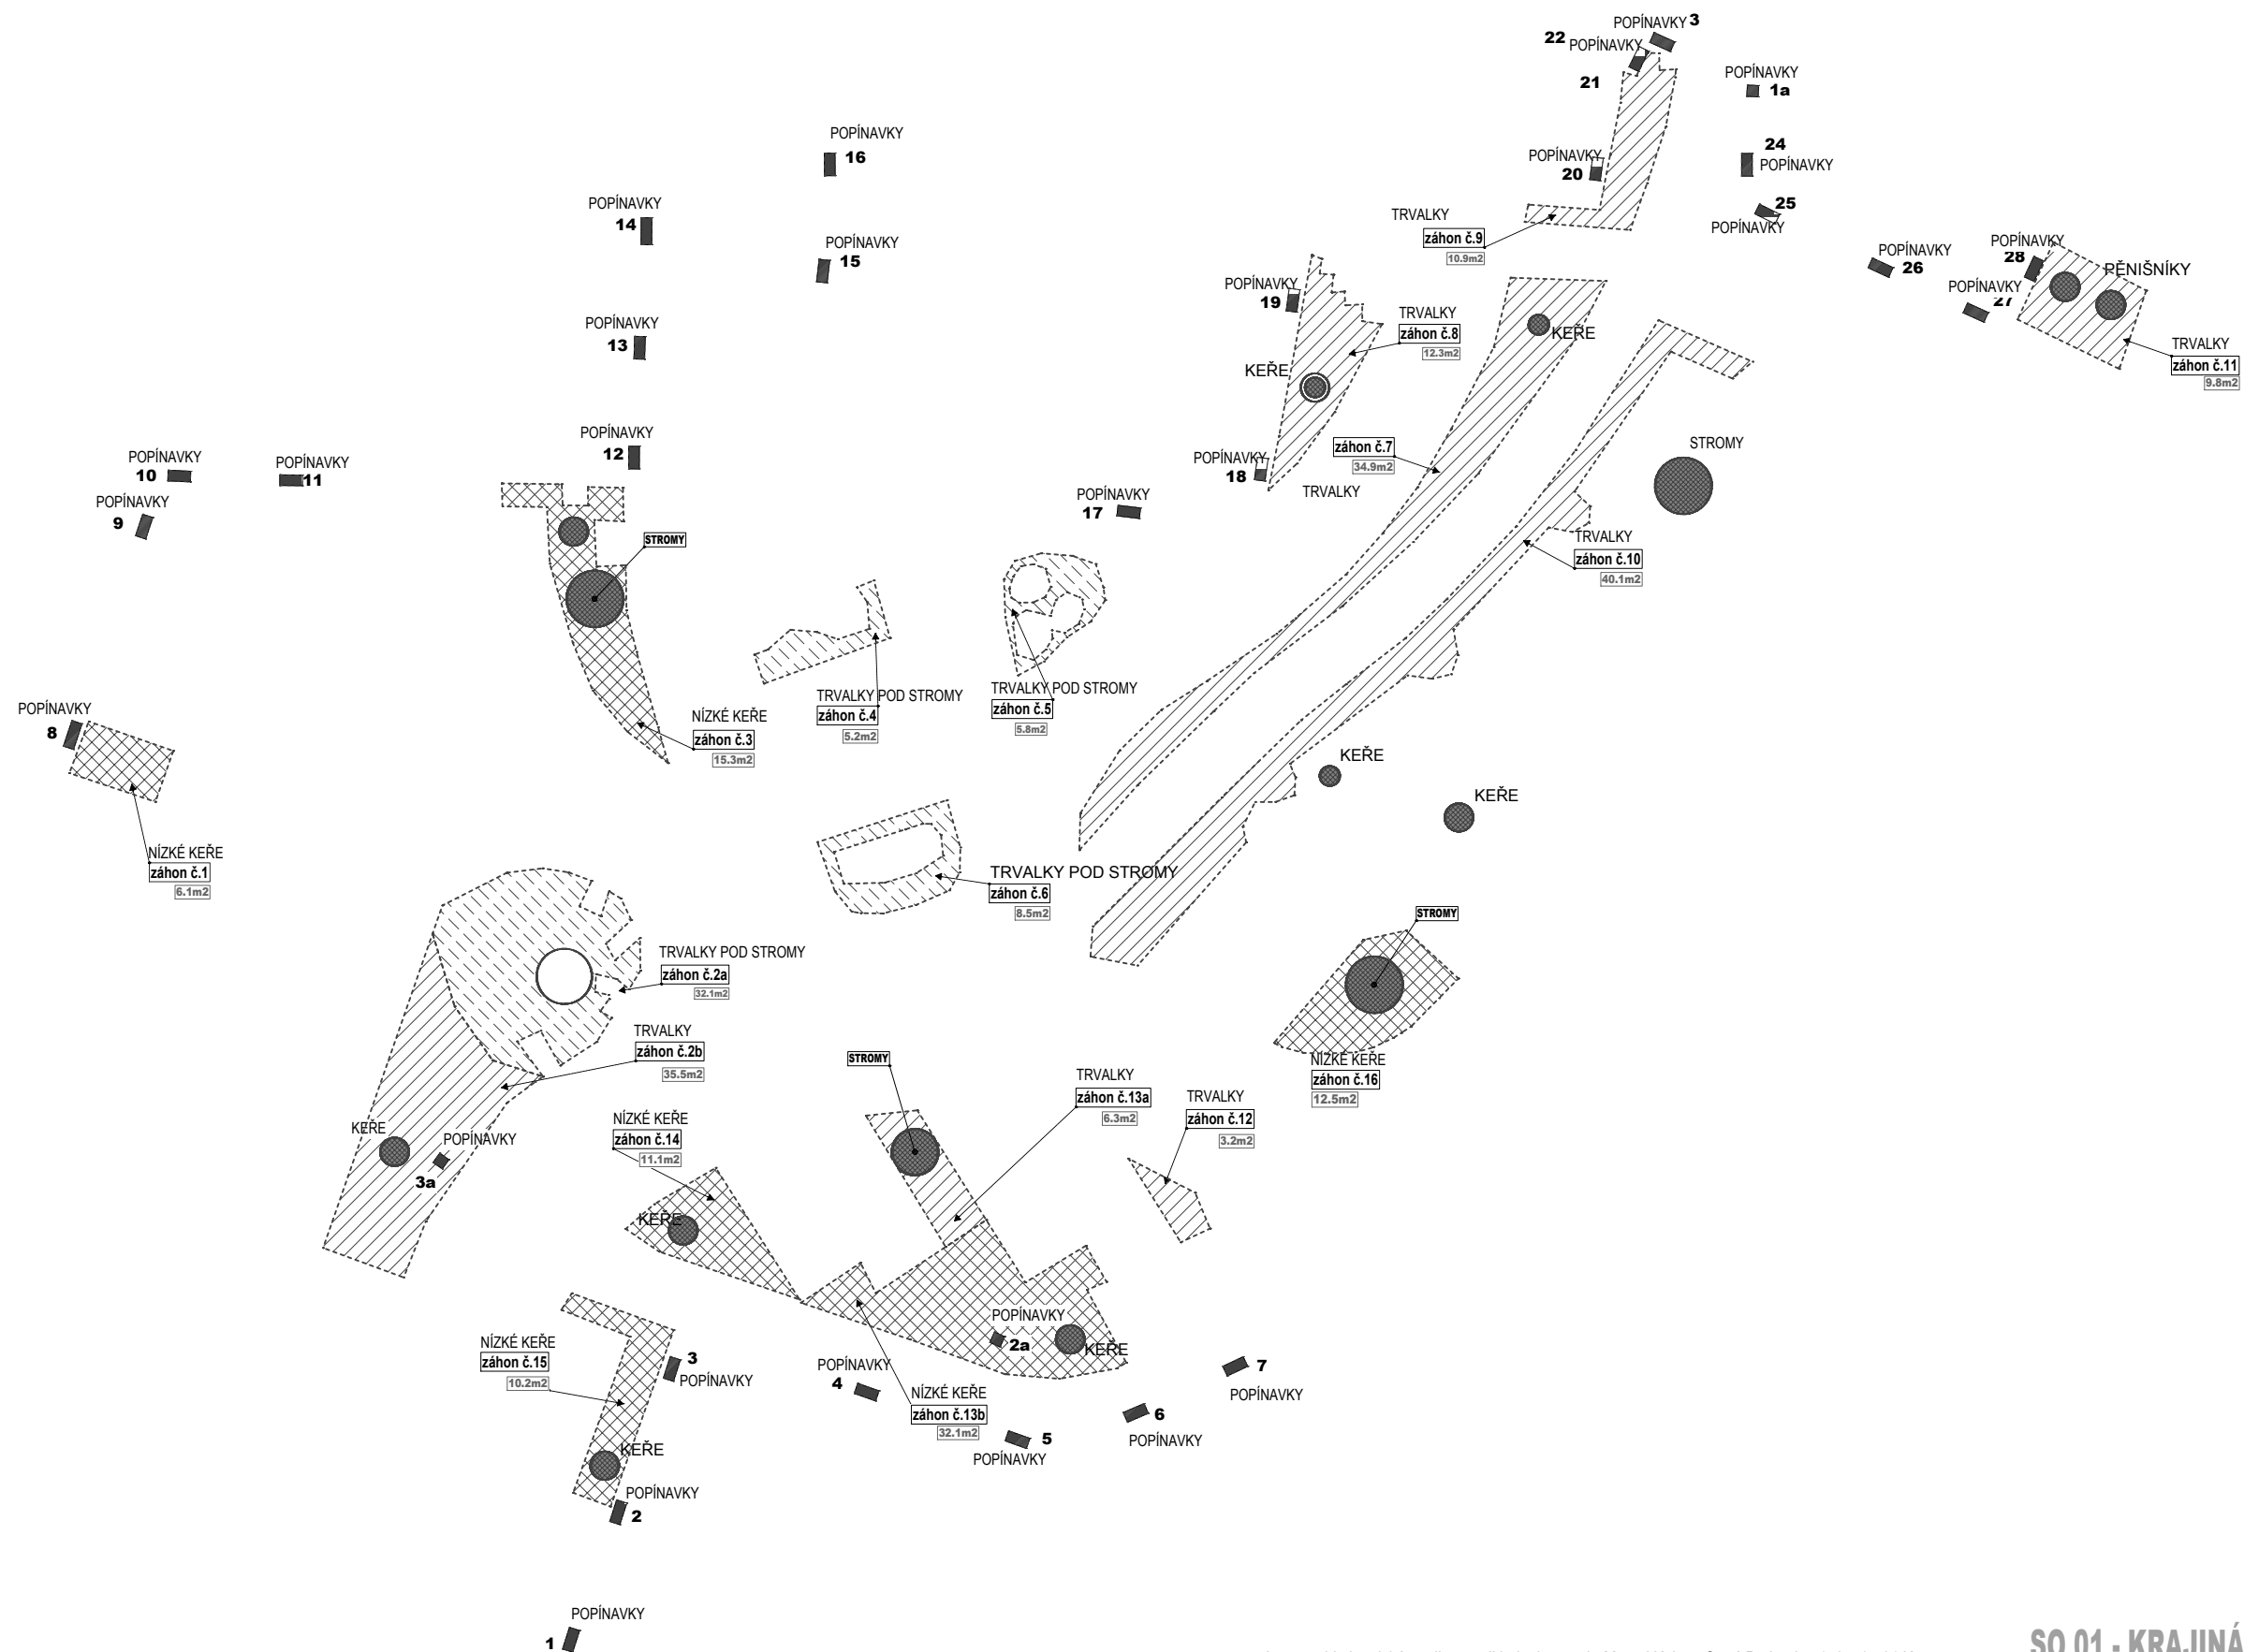 POPÍNAVKY 3
22 POPÍNAVKY
21
POPÍNAVKY
1a
POPÍNAVKY
16
24
POPÍNAVKY
POPÍNAVKY
20
POPÍNAVKY
14
25
POPÍNAVKY
TRVALKY
záhon č.9
10.9m2
POPÍNAVKY
15
POPÍNAVKY
26
POPÍNAVKY
28
PĚNIŠNÍKY
POPÍNAVKY
27
POPÍNAVKY
19
TRVALKY
záhon č.8
12.3m2
KEŘE
POPÍNAVKY
13
TRVALKY
záhon č.11
9.8m2
KEŘE
POPÍNAVKY
12
záhon č.7
34.9m2
TRVALKY
STROMY
POPÍNAVKY
10
POPÍNAVKY
11
POPÍNAVKY
18
POPÍNAVKY
9
POPÍNAVKY
17
STROMY
TRVALKY
záhon č.10
40.1m2
POPÍNAVKY
8
TRVALKY POD STROMY
záhon č.4
5.2m2
TRVALKY POD STROMY
záhon č.5
5.8m2
NÍZKÉ KEŘE
záhon č.3
15.3m2
KEŘE
KEŘE
NÍZKÉ KEŘE
záhon č.1
6.1m2
TRVALKY POD STROMY
záhon č.6
8.5m2
STROMY
TRVALKY POD STROMY
záhon č.2a
32.1m2
TRVALKY
záhon č.2b
35.5m2
STROMY
NÍZKÉ KEŘE
záhon č.16
12.5m2
TRVALKY
záhon č.13a
6.3m2
TRVALKY
záhon č.12
3.2m2
NÍZKÉ KEŘE
záhon č.14
11.1m2
KEŘE
POPÍNAVKY
3a
KEŘE
POPÍNAVKY
2a
KEŘE
NÍZKÉ KEŘE
záhon č.15
10.2m2
3
POPÍNAVKY
POPÍNAVKY
4
7
POPÍNAVKY
NÍZKÉ KEŘE
záhon č.13b
32.1m2
6
POPÍNAVKY
5
POPÍNAVKY
KEŘE
POPÍNAVKY
2
POPÍNAVKY
1
SO 01 - KRAJINÁ